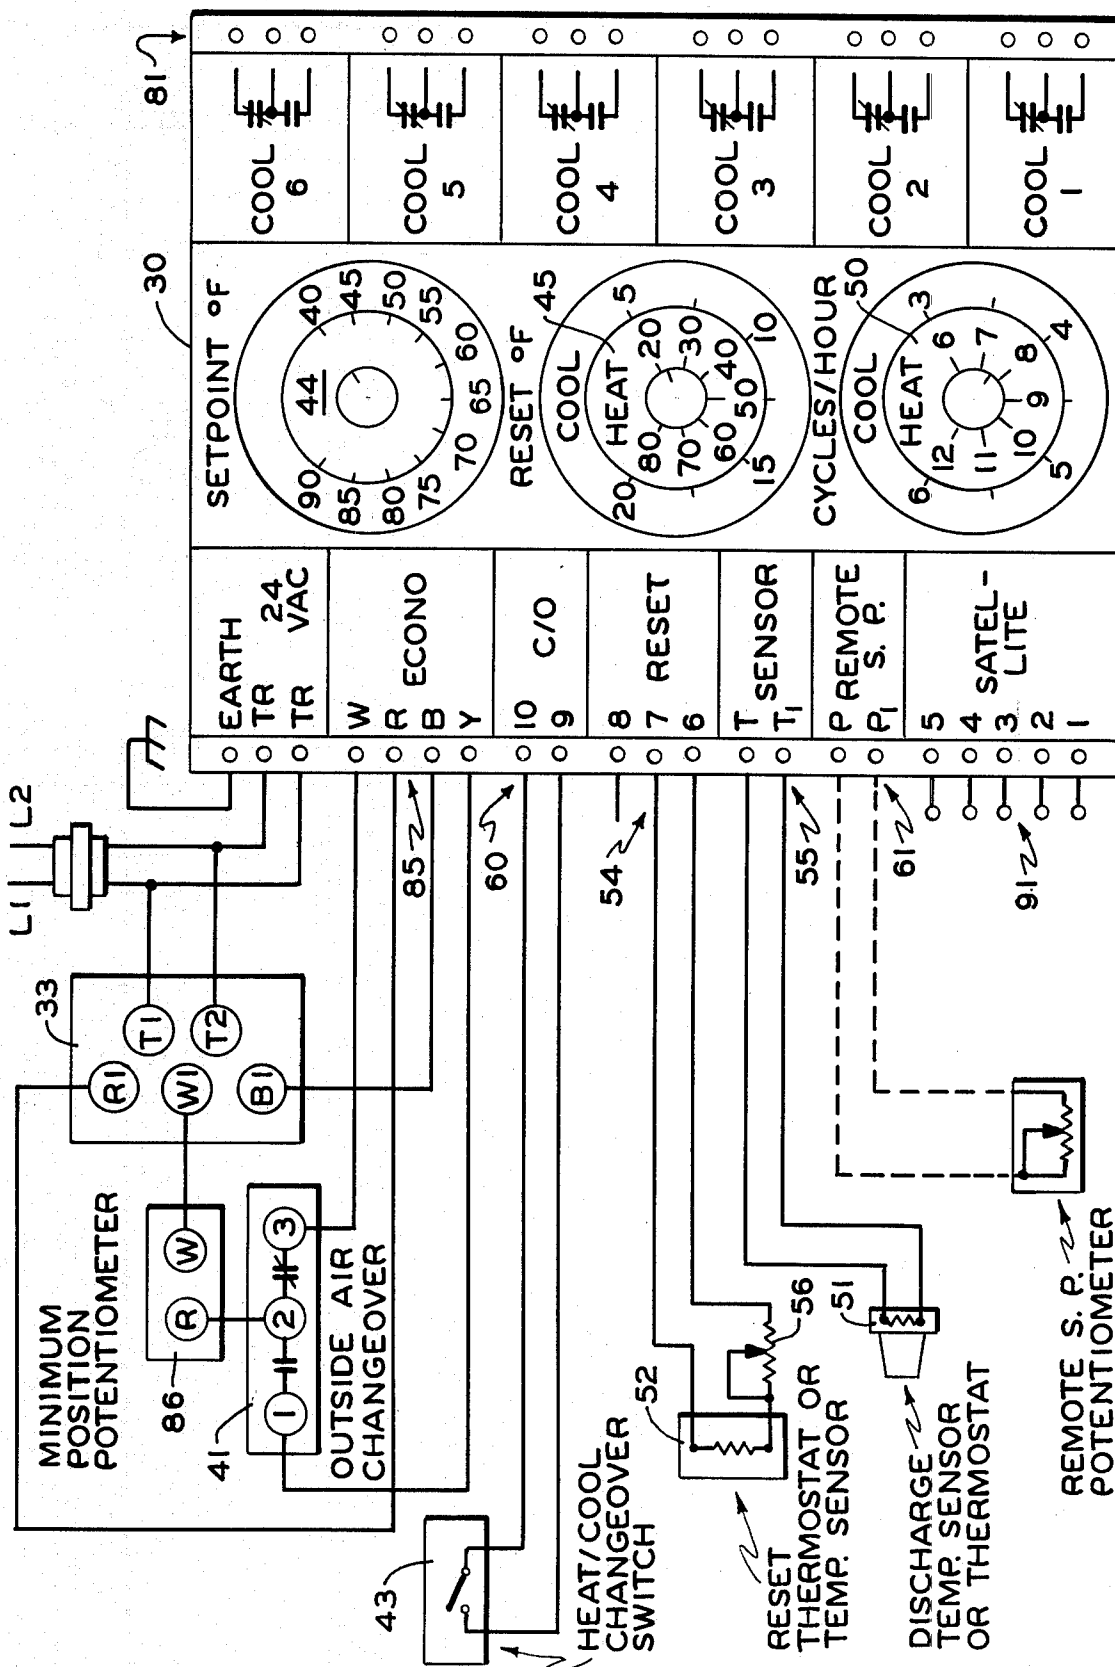 L1 L2
33
R1
T1
W1
T2
B1
MINIMUM
POSITION
POTENTIOMETER
R
W
86
41
1
2
3
OUTSIDE AIR
CHANGEOVER
43
HEAT/COOL
CHANGEOVER
SWITCH
52
56
RESET
THERMOSTAT OR
TEMP. SENSOR
51
DISCHARGE
TEMP. SENSOR
OR THERMOSTAT
REMOTE S. P.
POTENTIOMETER
85
60
54
55
61
91
EARTH
TR 24
TR VAC
W
R ECONO
B
Y
10 C/O
9
8
7 RESET
6
T SENSOR
T1
P REMOTE
P1 S. P.
5
4 SATEL-
3 LITE
2
1
30
SETPOINT °F
44
40
45
50
55
60
65
70
75
80
85
90
RESET °F
45
COOL
5
10
15
20
HEAT
20
30
40
50
60
70
80
CYCLES/HOUR
50
COOL
3
4
5
6
HEAT
6
7
8
9
10
11
12
81
COOL
6
COOL
5
COOL
4
COOL
3
COOL
2
COOL
1